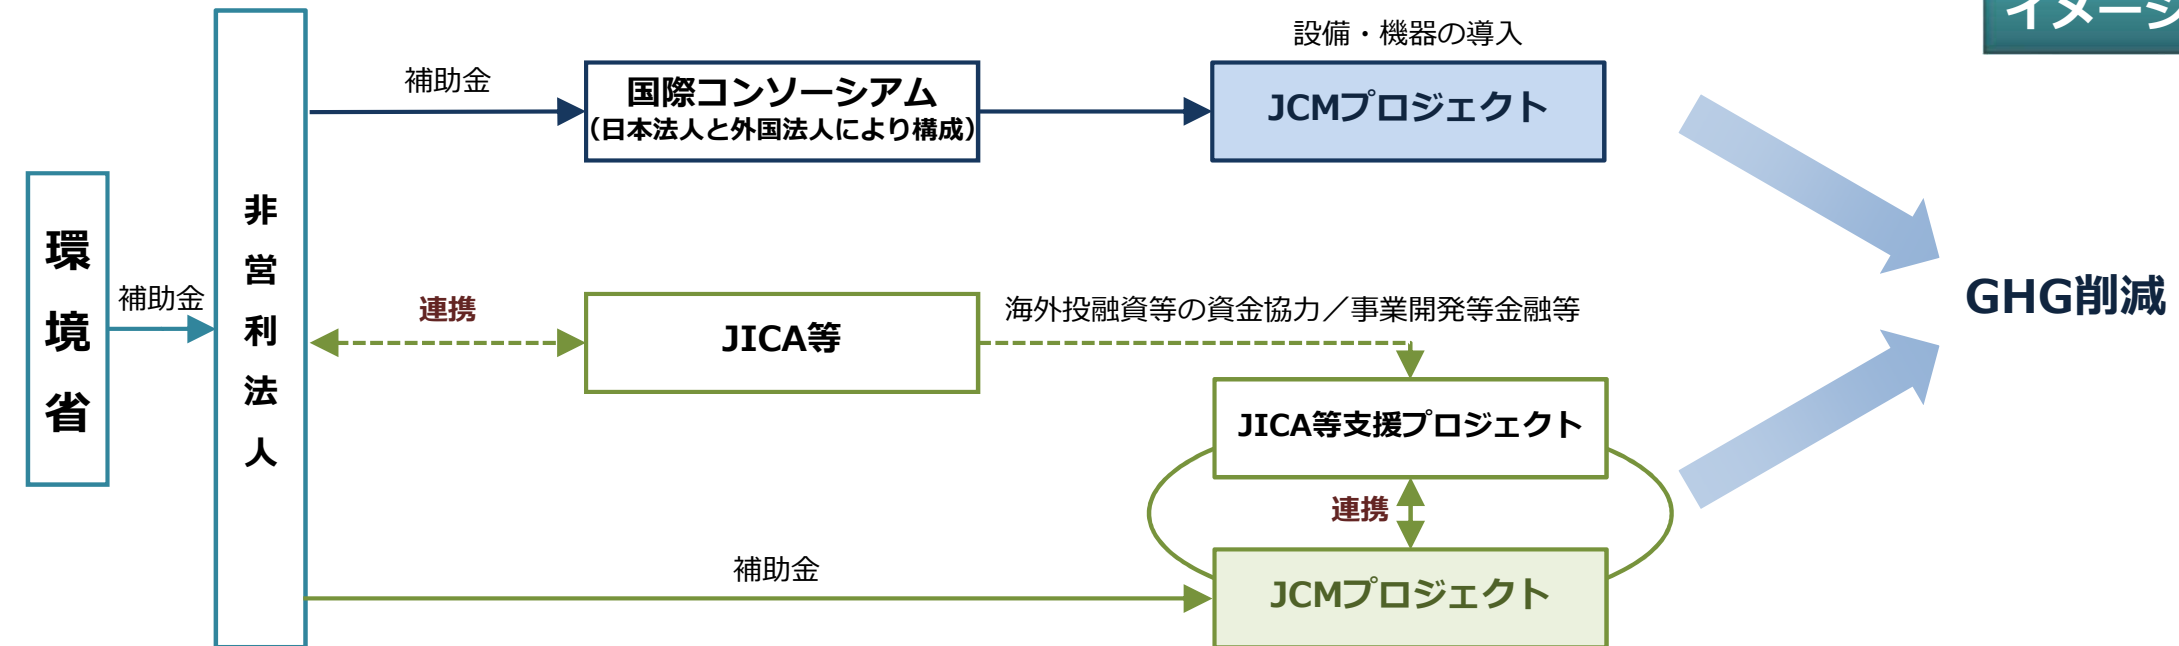 イメージ
設備・機器の導入
補助金
国際コンソーシアム
（日本法人と外国法人により構成）
JCMプロジェクト
環境省
補助金
非営利法人
連携
JICA等
海外投融資等の資金協力／事業開発等金融等
GHG削減
JICA等支援プロジェクト
連携
補助金
JCMプロジェクト